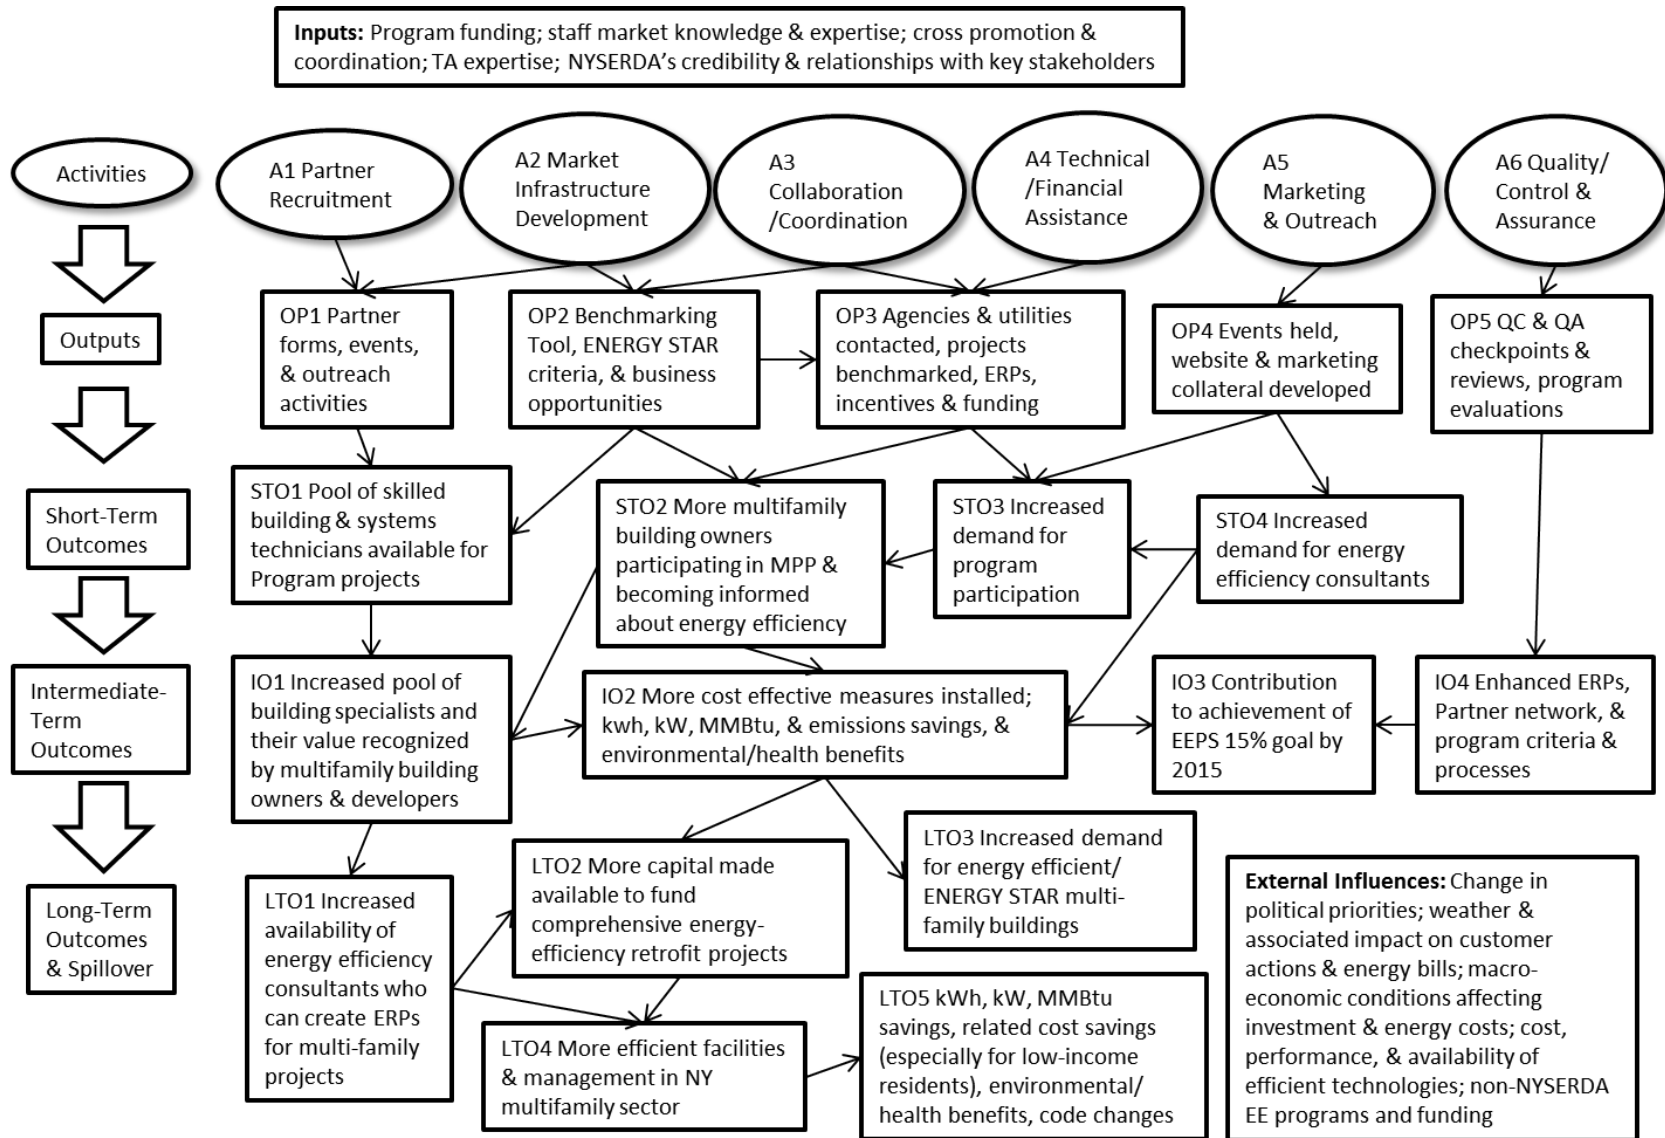 Inputs: Program funding; staff market knowledge & expertise; cross promotion &
coordination; TA expertise; NYSERDA's credibility & relationships with key stakeholders
Activities
A1 Partner
Recruitment
A2 Market
Infrastructure
Development
A3
Collaboration
/Coordination
A4 Technical
/Financial
Assistance
A5
Marketing
& Outreach
A6 Quality/
Control &
Assurance
Outputs
OP1 Partner
forms, events,
& outreach
activities
OP2 Benchmarking
Tool, ENERGY STAR
criteria, & business
opportunities
OP3 Agencies & utilities
contacted, projects
benchmarked, ERPs,
incentives & funding
OP4 Events held,
website & marketing
collateral developed
OP5 QC & QA
checkpoints &
reviews, program
evaluations
Short-Term
Outcomes
STO1 Pool of skilled
building & systems
technicians available for
Program projects
STO2 More multifamily
building owners
participating in MPP &
becoming informed
about energy efficiency
STO3 Increased
demand for
program
participation
STO4 Increased
demand for energy
efficiency consultants
Intermediate-
Term
Outcomes
IO1 Increased pool of
building specialists and
their value recognized
by multifamily building
owners & developers
IO2 More cost effective measures installed;
kwh, kW, MMBtu, & emissions savings, &
environmental/health benefits
IO3 Contribution
to achievement of
EEPS 15% goal by
2015
IO4 Enhanced ERPs,
Partner network, &
program criteria &
processes
Long-Term
Outcomes
& Spillover
LTO1 Increased
availability of
energy efficiency
consultants who
can create ERPs
for multi-family
projects
LTO2 More capital made
available to fund
comprehensive energy-
efficiency retrofit projects
LTO3 Increased demand
for energy efficient/
ENERGY STAR multi-
family buildings
LTO4 More efficient facilities
& management in NY
multifamily sector
LTO5 kWh, kW, MMBtu
savings, related cost savings
(especially for low-income
residents), environmental/
health benefits, code changes
External Influences: Change in
political priorities; weather &
associated impact on customer
actions & energy bills; macro-
economic conditions affecting
investment & energy costs; cost,
performance, & availability of
efficient technologies; non-NYSERDA
EE programs and funding